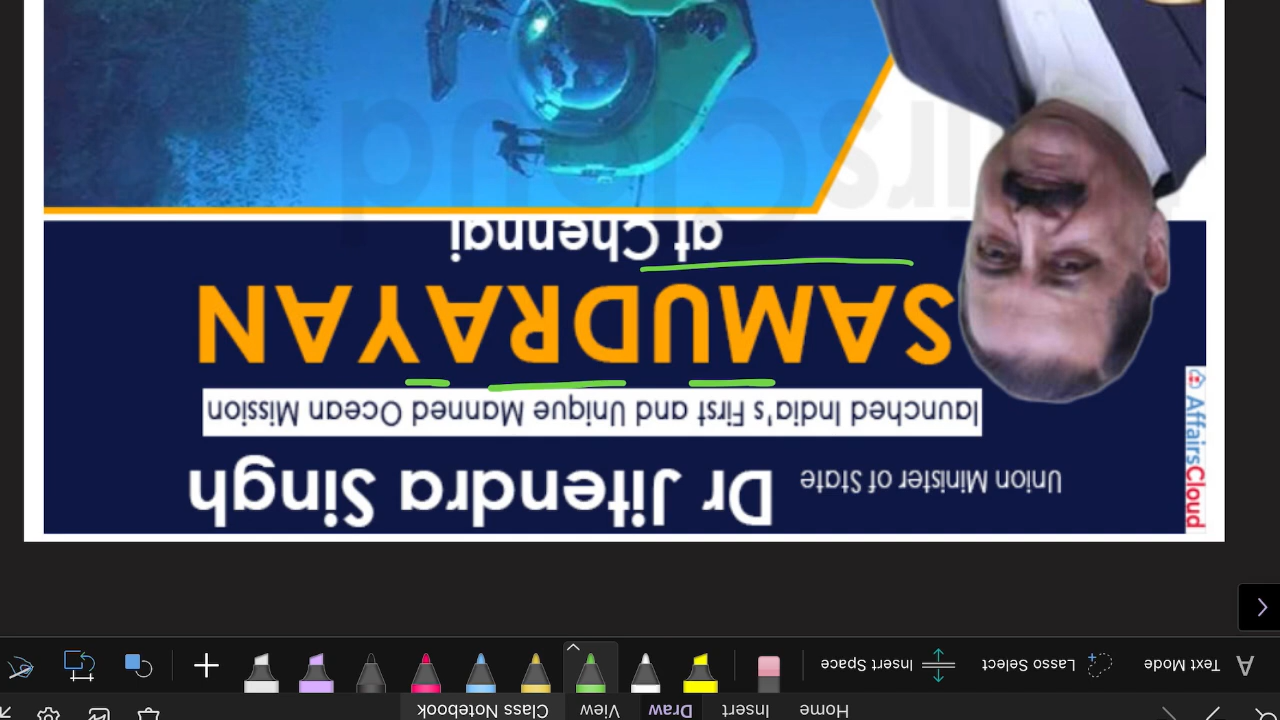 Home Insert Draw View Class Notebook
Text Mode Lasso Select Insert Space
AffairsCloud
Union Minister of State Dr Jitendra Singh
launched India's First and Unique Manned Ocean Mission
SAMUDRAYAN
at Chennai